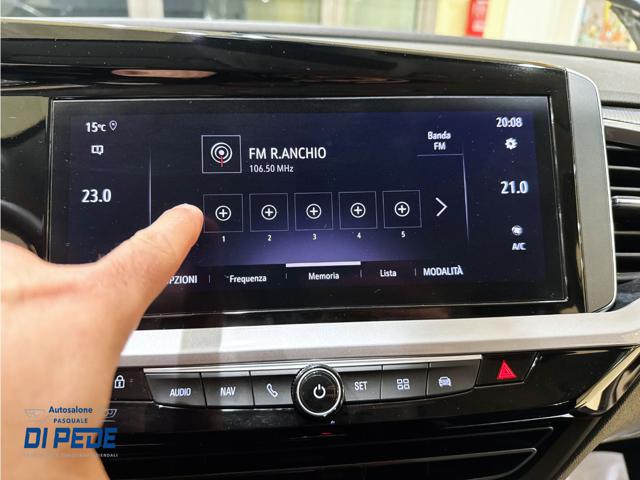 15°C
20:08
FM R.ANCHIO
106.50 MHz
Banda
FM
23.0
21.0
1 2 3 4 5
A/C
PZIONI Frequenza Memoria Lista MODALITÀ
AUDIO NAV SET
Autosalone
PASQUALE
DI PEDE